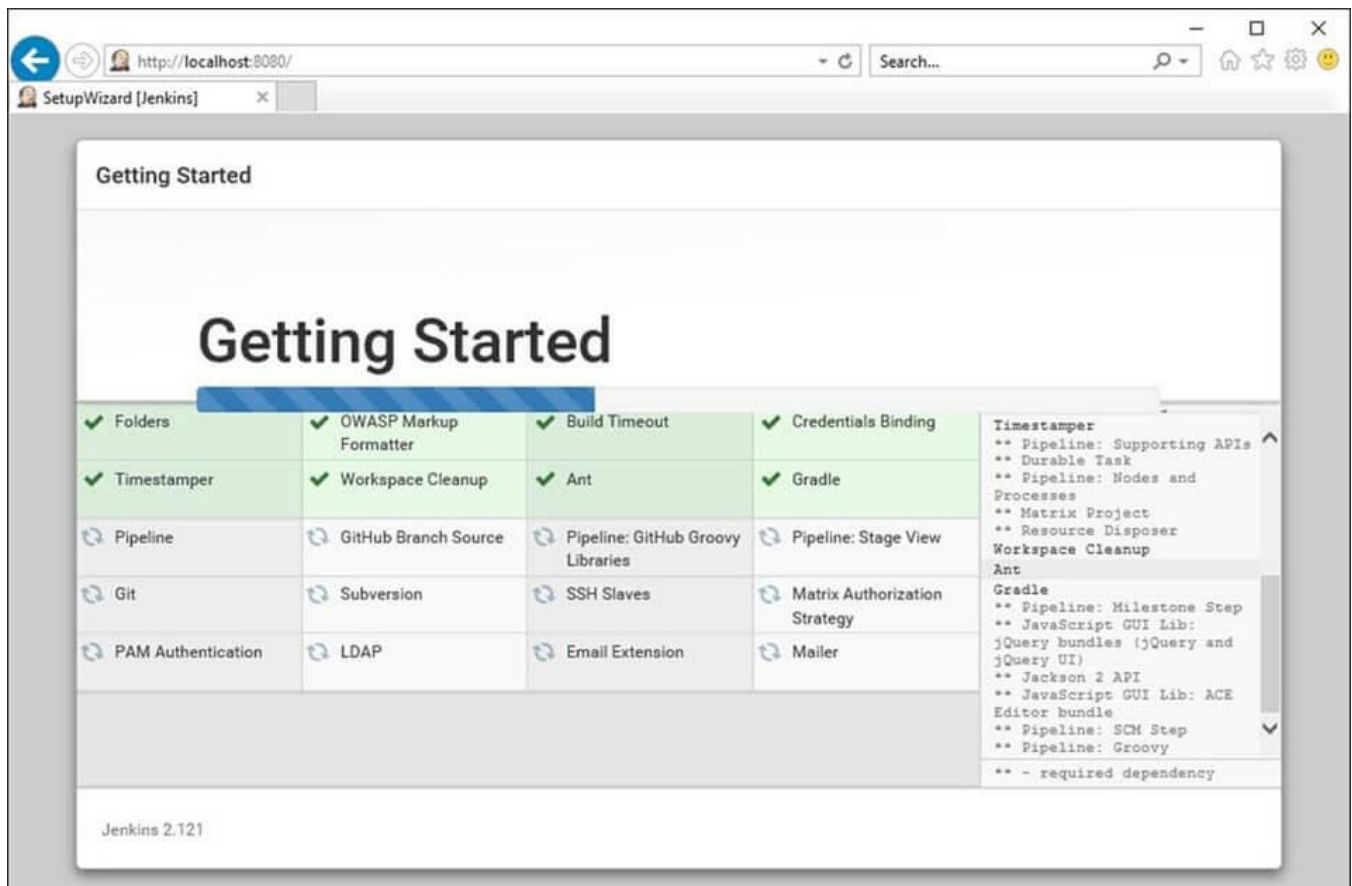 http://localhost:8080/
Search...
SetupWizard [Jenkins]
Getting Started
Getting Started
Folders
OWASP Markup
Formatter
Build Timeout
Credentials Binding
Timestamper
Workspace Cleanup
Ant
Gradle
Pipeline
GitHub Branch Source
Pipeline: GitHub Groovy
Libraries
Pipeline: Stage View
Git
Subversion
SSH Slaves
Matrix Authorization
Strategy
PAM Authentication
LDAP
Email Extension
Mailer
Timestamper
** Pipeline: Supporting APIs
** Durable Task
** Pipeline: Nodes and
Processes
** Matrix Project
** Resource Disposer
Workspace Cleanup
Ant
Gradle
** Pipeline: Milestone Step
** JavaScript GUI Lib:
jQuery bundles (jQuery and
jQuery UI)
** Jackson 2 API
** JavaScript GUI Lib: ACE
Editor bundle
** Pipeline: SCM Step
** Pipeline: Groovy
** - required dependency
Jenkins 2.121